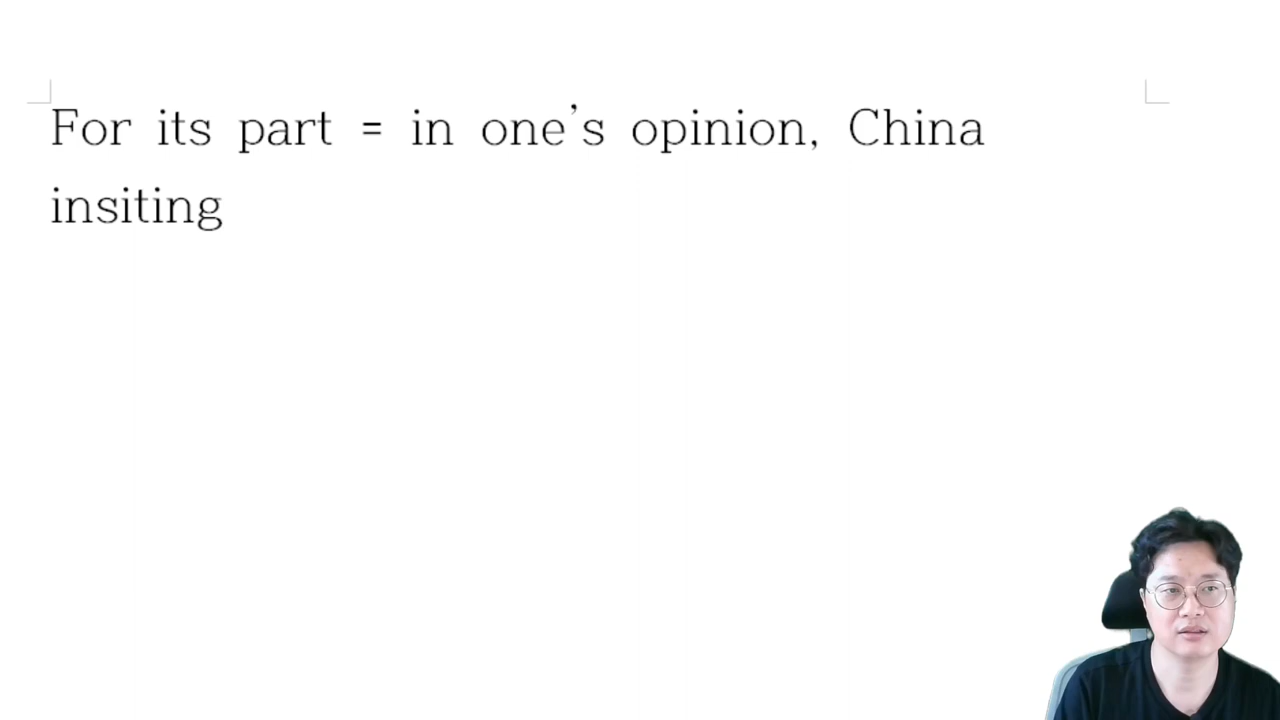 For its part = in one’s opinion, China
insiting